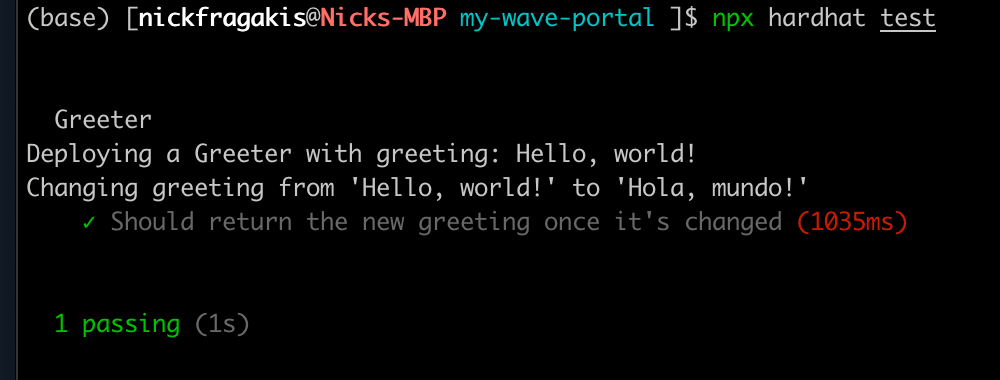 (base) [nickfragakis@Nicks-MBP my-wave-portal ]$ npx hardhat test
Greeter
Deploying a Greeter with greeting: Hello, world!
Changing greeting from 'Hello, world!' to 'Hola, mundo!'
✓ Should return the new greeting once it's changed (1035ms)
1 passing (1s)